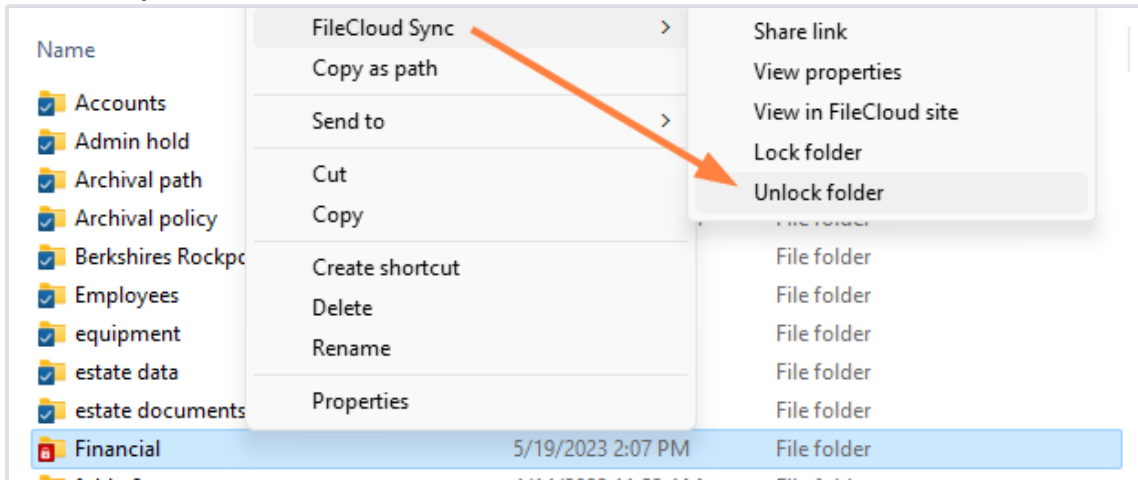 Name
Accounts
Admin hold
Archival path
Archival policy
Berkshires
Employees
equipment
estate data
estate documents
Financial 5/19/2023 2:07 PM File folder
FileCloud Sync >
Copy as path
Send to >
Cut
Copy
Create shortcut
Delete
Rename
Properties
Share link
View properties
View in FileCloud site
Lock folder
Unlock folder
File folder
File folder
File folder
File folder
File folder